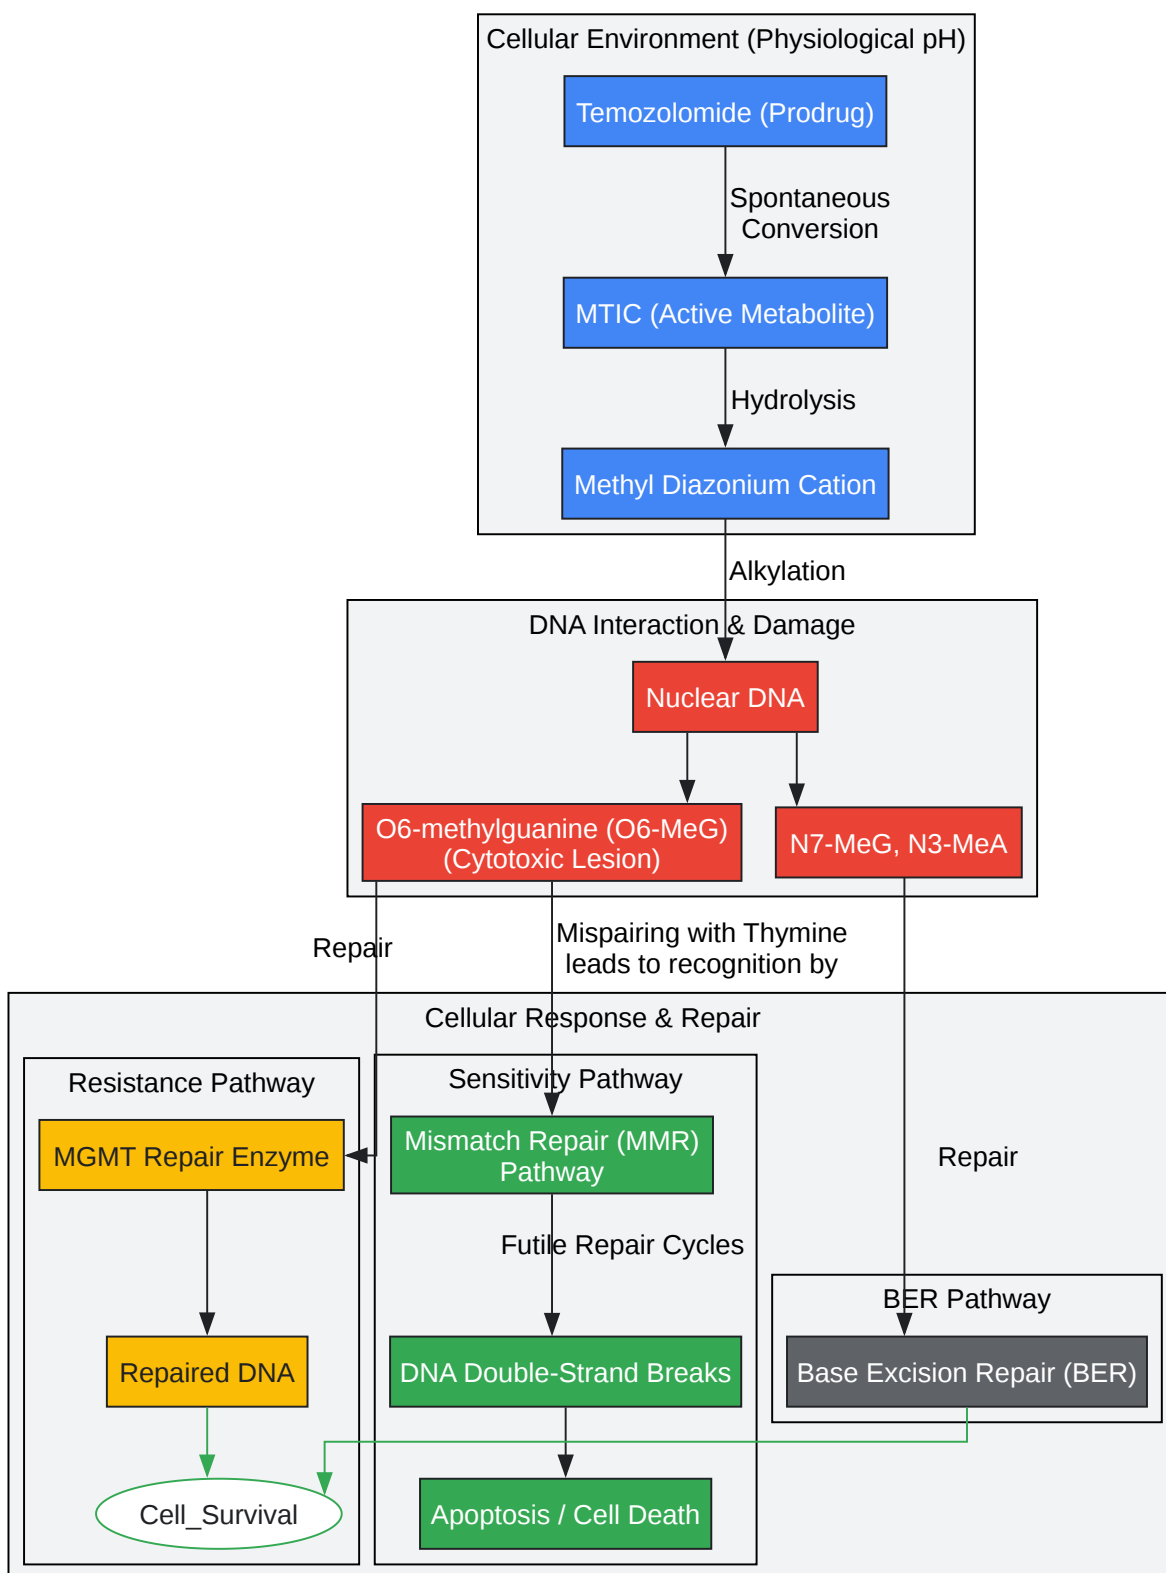 Cellular Environment (Physiological pH)
Temozolomide (Prodrug)
Spontaneous
Conversion
MTIC (Active Metabolite)
Hydrolysis
Methyl Diazonium Cation
Alkylation
DNA Interaction & Damage
Nuclear DNA
O6-methylguanine (O6-MeG)
(Cytotoxic Lesion)
N7-MeG, N3-MeA
Repair
Mispairing with Thymine
leads to recognition by
Cellular Response & Repair
Resistance Pathway
MGMT Repair Enzyme
Repaired DNA
Cell_Survival
Sensitivity Pathway
Mismatch Repair (MMR)
Pathway
Futile Repair Cycles
DNA Double-Strand Breaks
Apoptosis / Cell Death
Repair
BER Pathway
Base Excision Repair (BER)